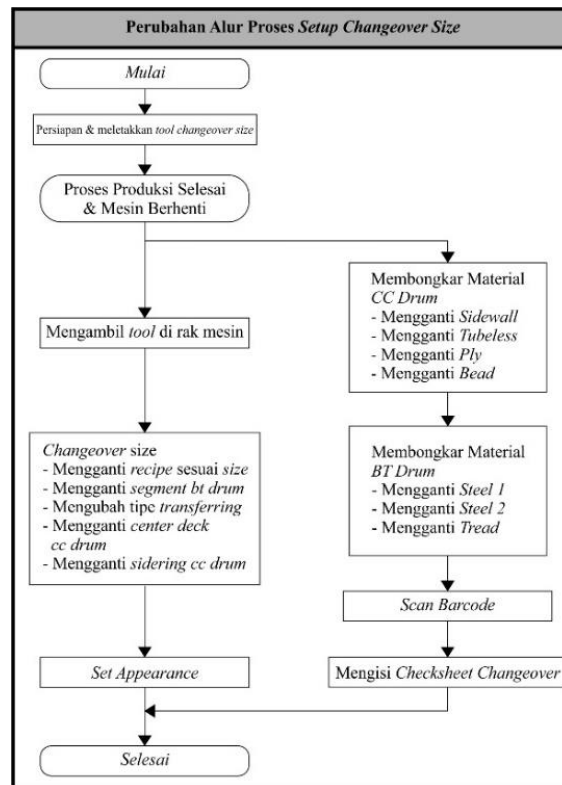 Perubahan Alur Proses Setup Changeover Size
Mulai
Persiapan & meletakkan tool changeover size
Proses Produksi Selesai
& Mesin Berhenti
Mengambil tool di rak mesin
Changeover size
- Mengganti recipe sesuai size
- Mengganti segment bt drum
- Mengubah tipe transferring
- Mengganti center deck
cc drum
- Mengganti sidering cc drum
Set Appearance
Membongkar Material
CC Drum
- Mengganti Sidewall
- Mengganti Tubeless
- Mengganti Ply
- Mengganti Bead
Membongkar Material
BT Drum
- Mengganti Steel 1
- Mengganti Steel 2
- Mengganti Tread
Scan Barcode
Mengisi Checksheet Changeover
Selesai